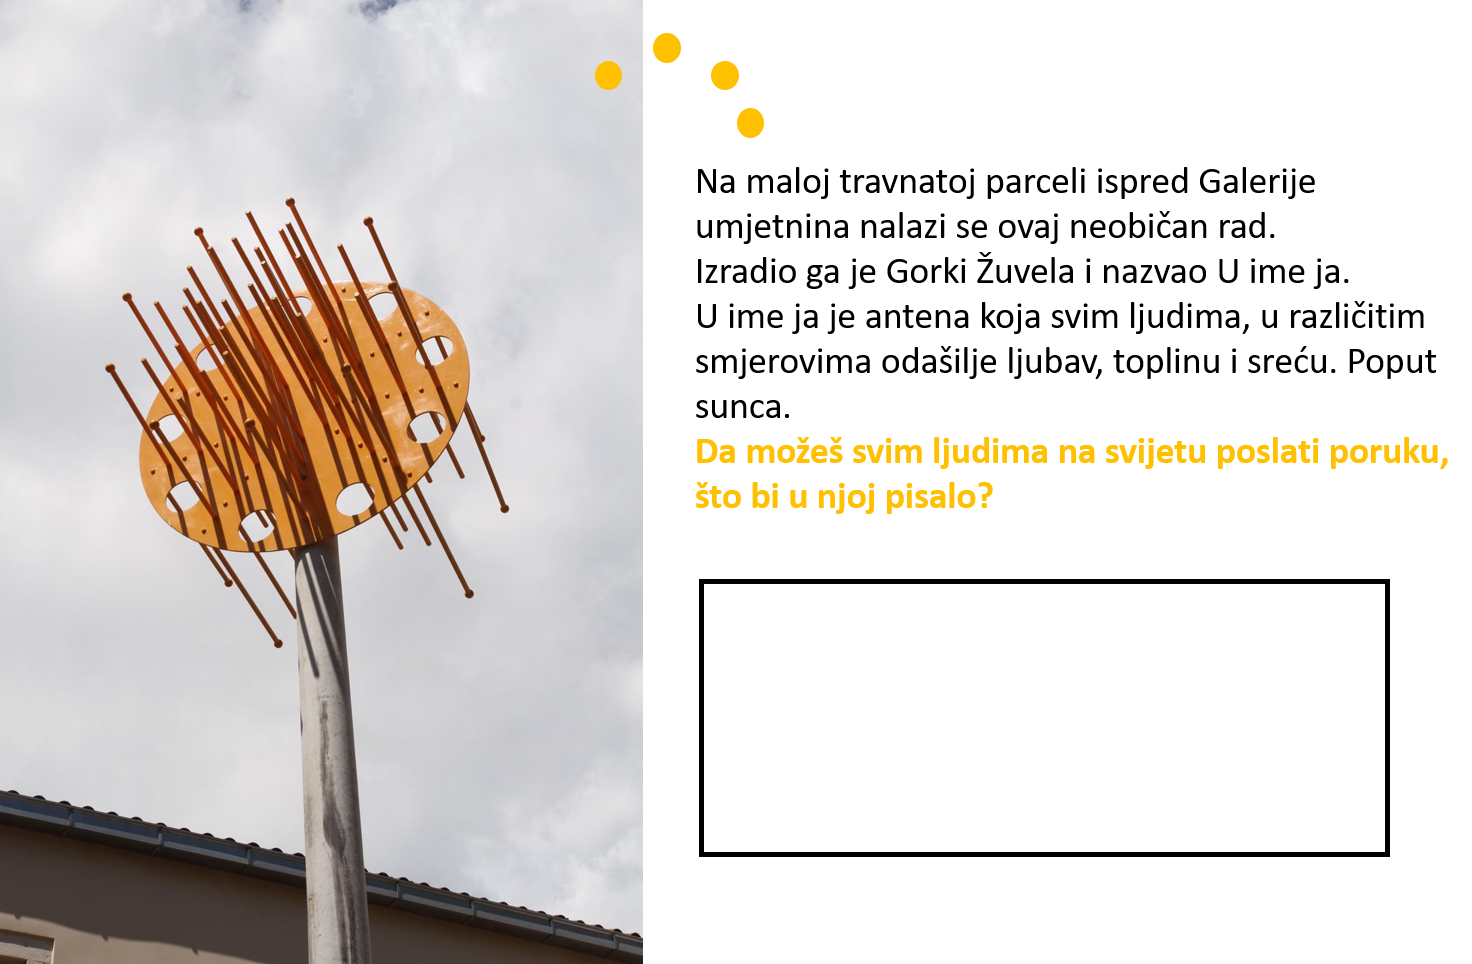 Na maloj travnatoj parceli ispred Galerije
umjetnina nalazi se ovaj neobičan rad.
Izradio ga je Gorki Žuvela i nazvao U ime ja.
U ime ja je antena koja svim ljudima, u različitim
smjerovima odašilje ljubav, toplinu i sreću. Poput
sunca.
Da možeš svim ljudima na svijetu poslati poruku,
što bi u njoj pisalo?